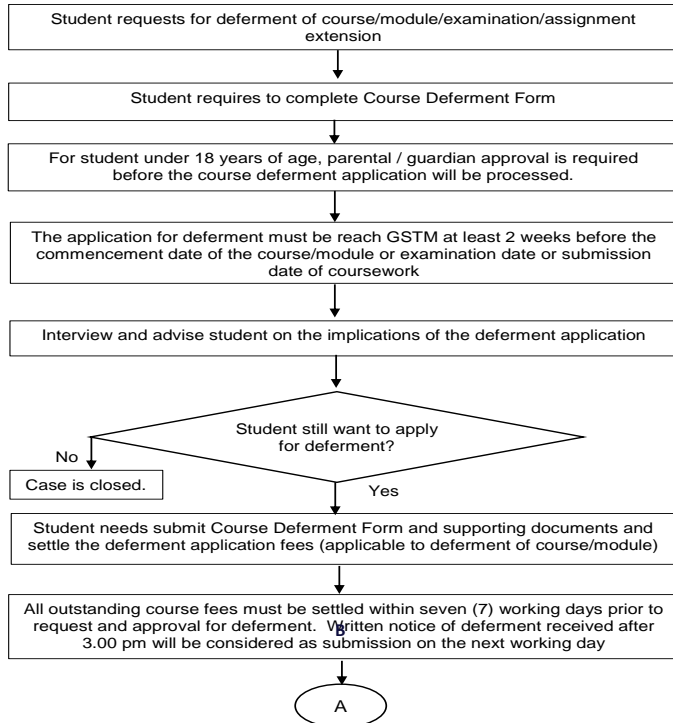 Student requests for deferment of course/module/examination/assignment
extension
Student requires to complete Course Deferment Form
For student under 18 years of age, parental / guardian approval is required
before the course deferment application will be processed.
The application for deferment must be reach GSTM at least 2 weeks before the
commencement date of the course/module or examination date or submission
date of coursework
Interview and advise student on the implications of the deferment application
Student still want to apply
for deferment?
No
Case is closed.
Yes
Student needs submit Course Deferment Form and supporting documents and
settle the deferment application fees (applicable to deferment of course/module)
All outstanding course fees must be settled within seven (7) working days prior to
request and approval for deferment. Written notice of deferment received after
B
3.00 pm will be considered as submission on the next working day
A